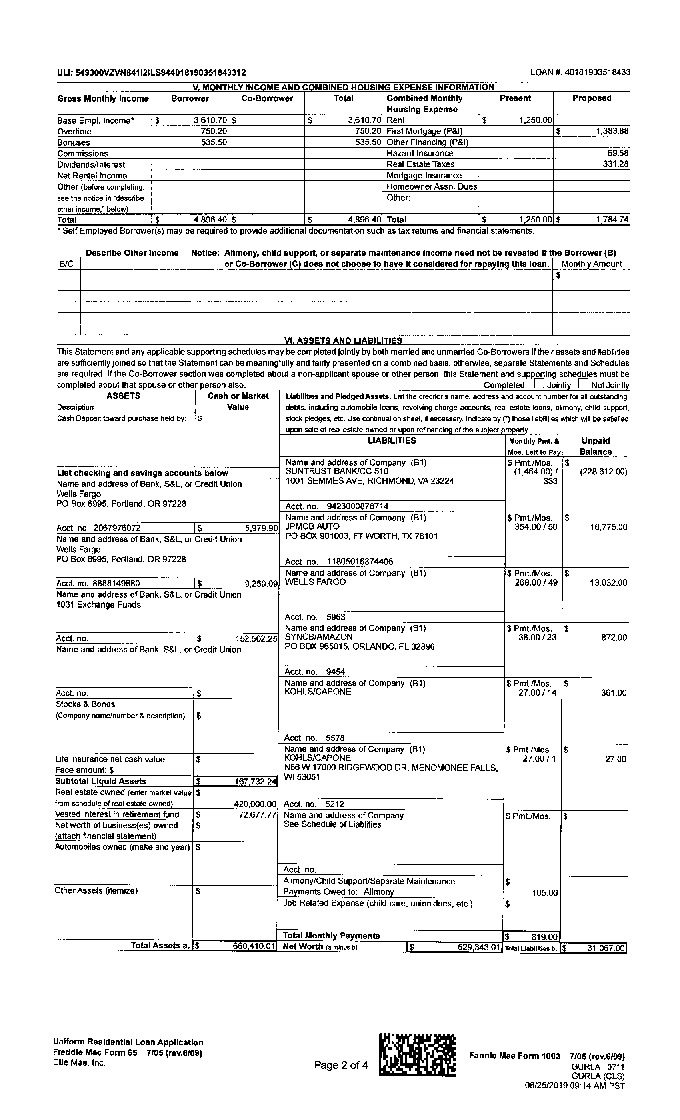 LOAN #: 40181903518433
V. MONTHLY INCOME AND COMBINED HOUSING EXPENSE INFORMATION
Gross Monthly Income Borrower Co-Borrower Total Combined Monthly Housing Expense Present Proposed
Base Empl. Income* $ 3,610.70 $ $ 3,610.70 Rent $ 1,250.00
Overtime 750.20 750.20 First Mortgage (P&I) $ 1,383.88
Bonuses 535.50 535.50 Other Financing (P&I)
Commissions Hazard Insurance 69.58
Dividends/Interest Real Estate Taxes 331.28
Net Rental Income Mortgage Insurance
Other (before completing, Homeowner Assn. Dues
see the notice in "describe Other:
other income," below)
Total $ 4,896.40 $ $ 4,896.40 Total $ 1,250.00 $ 1,784.74
* Self Employed Borrower(s) may be required to provide additional documentation such as tax returns and financial statements.
Describe Other Income Notice: Alimony, child support, or separate maintenance income need not be revealed if the Borrower (B)
B/C or Co-Borrower (C) does not choose to have it considered for repaying this loan. Monthly Amount
$
VI. ASSETS AND LIABILITIES
This Statement and any applicable supporting schedules may be completed jointly by both married and unmarried Co-Borrowers if their assets and liabilities
are sufficiently joined so that the Statement can be meaningfully and fairly presented on a combined basis; otherwise, separate Statements and Schedules
are required. If the Co-Borrower section was completed about a non-applicant spouse or other person, this Statement and supporting schedules must be
completed about that spouse or other person also. Completed Jointly Not Jointly
ASSETS Cash or Market Value
Description
Cash Deposit toward purchase held by: $
Liabilities and Pledged Assets. List the creditor's name, address and account number for all outstanding
debts, including automobile loans, revolving charge accounts, real estate loans, alimony, child support,
stock pledges, etc. Use continuation sheet, if necessary. Indicate by (*) those liabilities which will be satisfied
upon sale of real estate owned or upon refinancing of the subject property.
LIABILITIES Monthly Pmt. & Mos. Left to Pay Unpaid Balance
List checking and savings accounts below
Name and address of Bank, S&L, or Credit Union
Wells Fargo
PO Box 6995, Portland, OR 97228
Acct. no. 2067976072 $ 5,979.90
Name and address of Bank, S&L, or Credit Union
Wells Fargo
PO Box 6995, Portland, OR 97228
Acct. no. $
Name and address of Bank, S&L, or Credit Union
1031 Exchange Funds
Acct. no. $ 152,502.25
Name and address of Bank, S&L, or Credit Union
Acct. no. $
Stocks & Bonds
(Company name/number & description) $
Life insurance net cash value $
Face amount: $
Subtotal Liquid Assets $ 167,732.24
Real estate owned (enter market value $
from schedule of real estate owned) 420,000.00
Vested interest in retirement fund $ 72,677.77
Net worth of business(es) owned $
(attach financial statement)
Automobiles owned (make and year) $
Other Assets (itemize) $
Total Assets a. $ 660,410.01
Name and address of Company (B1) $ Pmt./Mos. $
SUNTRUST BANK/CC 510 (1,464.00) / (228,312.00)
1001 SEMMES AVE, RICHMOND, VA 23224 333
Acct. no.
Name and address of Company (B1) $ Pmt./Mos. $
JPMCB AUTO 354.00 / 50 16,775.00
PO BOX 901003, FT WORTH, TX 76101
Acct. no.
Name and address of Company (B1) $ Pmt./Mos. $
WELLS FARGO 268.00 / 49 13,032.00
Acct. no. 5963
Name and address of Company (B1) $ Pmt./Mos. $
SYNCB/AMAZON 38.00 / 23 872.00
PO BOX 965015, ORLANDO, FL 32896
Acct. no. 9454
Name and address of Company (B1) $ Pmt./Mos. $
KOHLS/CAPONE 27.00 / 14 361.00
Acct. no. 5578
Name and address of Company (B1) $ Pmt./Mos. $
KOHLS/CAPONE 27.00 / 1 27.00
N56 W 17000 RIDGEWOOD DR, MENOMONEE FALLS,
WI 53051
Acct. no. 5212
Name and address of Company $ Pmt./Mos. $
See Schedule of Liabilities
Acct. no.
Alimony/Child Support/Separate Maintenance $
Payments Owed to: Alimony 105.00
Job Related Expense (child care, union dues, etc.) $
Total Monthly Payments $ 819.00
Net Worth (a minus b) $ 629,343.01 Total Liabilities b. $ 31,067.00
Uniform Residential Loan Application
Freddie Mac Form 65 7/05 (rev.6/09)
Ellie Mae, Inc.
Page 2 of 4
Fannie Mae Form 1003 7/05 (rev.6/09)
GURLA 0711
GURLA (CLS)
06/25/2019 09:14 AM PST